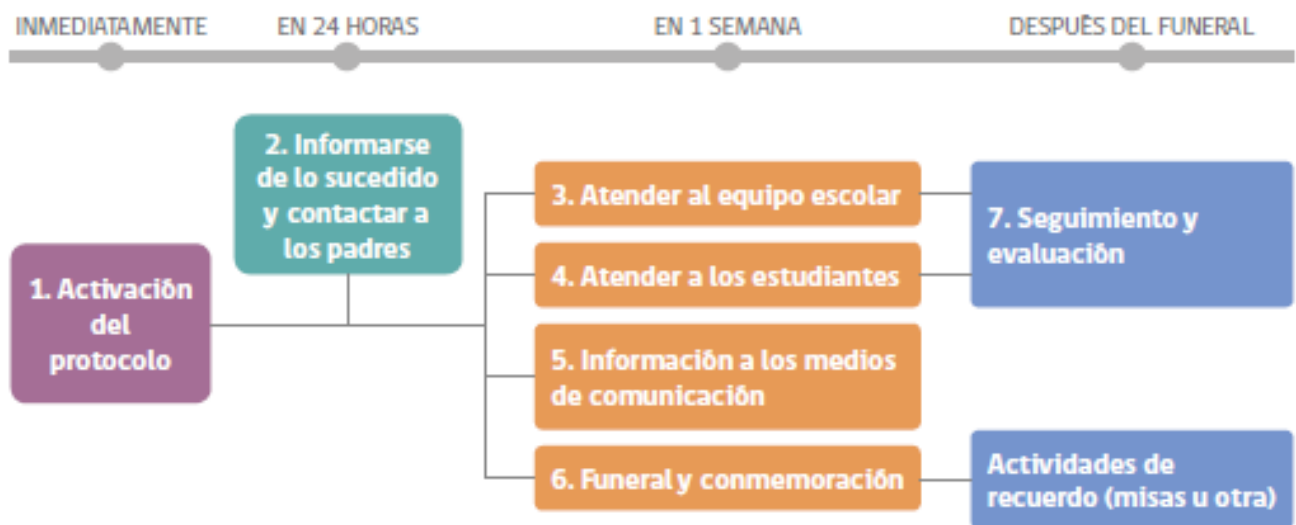 INMEDIATAMENTE
EN 24 HORAS
EN 1 SEMANA
DESPUÉS DEL FUNERAL
1. Activación
del
protocolo
2. Informarse
de lo sucedido
y contactar a
los padres
3. Atender al equipo escolar
4. Atender a los estudiantes
5. Información a los medios
de comunicación
6. Funeral y conmemoración
7. Seguimiento y
evaluación
Actividades de
recuerdo (misas u otra)